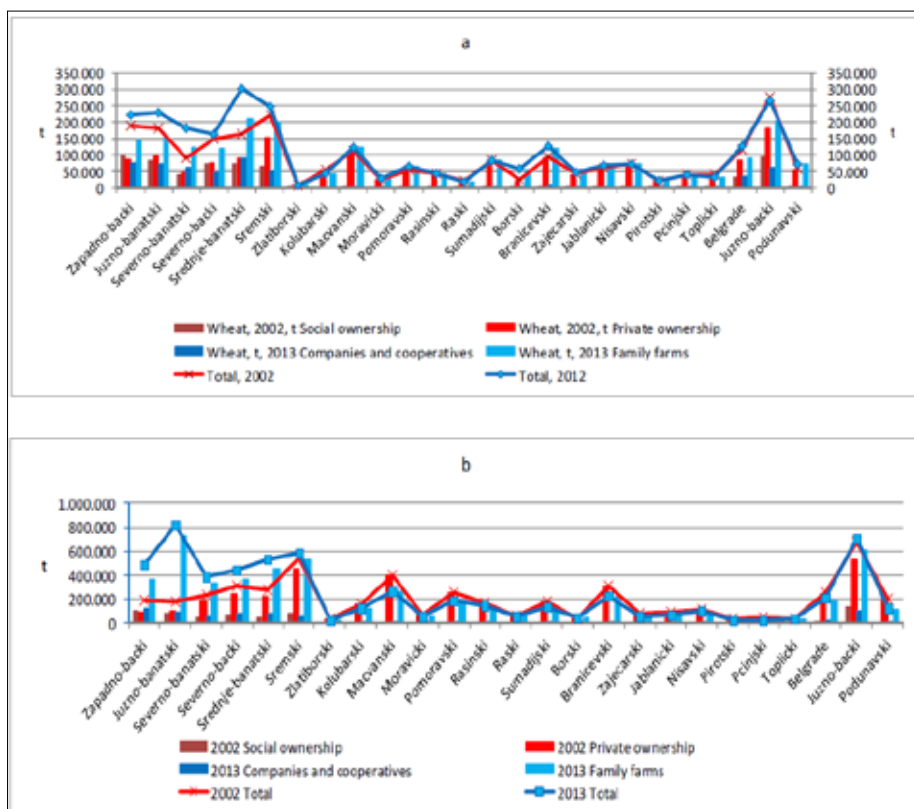 a
350.000 350.000
300.000 300.000
250.000 250.000
200.000 200.000
t 150.000 150.000 t
100.000 100.000
50.000 50.000
0 0
Zapadno-backi
Juzno-banatski
Severno-banatski
Severno-backi
Srednje-banatski
Sremski
Zlatiborski
Kolubarski
Macvanski
Moravicki
Pomoravski
Rasinski
Raski
Sumadijski
Borski
Branicevski
Zajecarski
Jablanicki
Nisavski
Pirotski
Pcinjski
Toplicki
Belgrade
Juzno-backi
Podunavski
Wheat, 2002, t Social ownership Wheat, 2002, t Private ownership
Wheat, t, 2013 Companies and cooperatives Wheat, t, 2013 Family farms
Total, 2002 Total, 2012
b
1.000.000
800.000
t 600.000
400.000
200.000
0
Zapadno-backi
Juzno-banatski
Severno-banatski
Severno-backi
Srednje-banatski
Sremski
Zlatiborski
Kolubarski
Macvanski
Moravicki
Pomoravski
Rasinski
Raski
Sumadijski
Borski
Branicevski
Zajecarski
Jablanicki
Nisavski
Pirotski
Pcinjski
Toplicki
Belgrade
Juzno-backi
Podunavski
2002 Social ownership 2002 Private ownership
2013 Companies and cooperatives 2013 Family farms
2002 Total 2013 Total